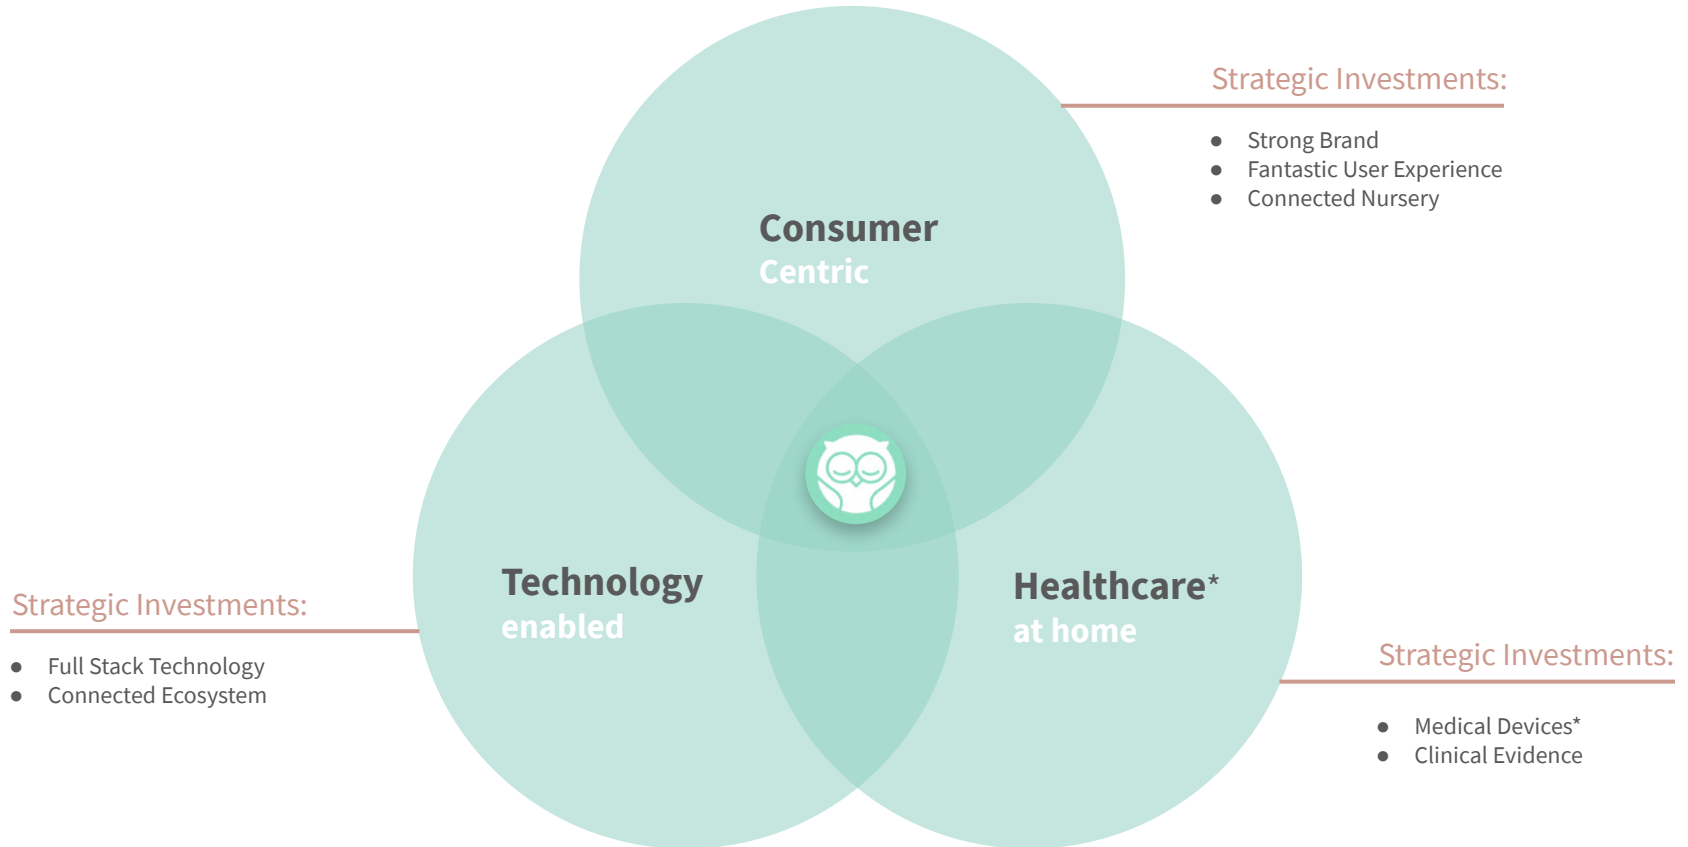 Strategic Investments:
● Strong Brand
● Fantastic User Experience
● Connected Nursery
Consumer
Centric
Technology
enabled
Healthcare*
at home
Strategic Investments:
● Full Stack Technology
● Connected Ecosystem
Strategic Investments:
● Medical Devices*
● Clinical Evidence